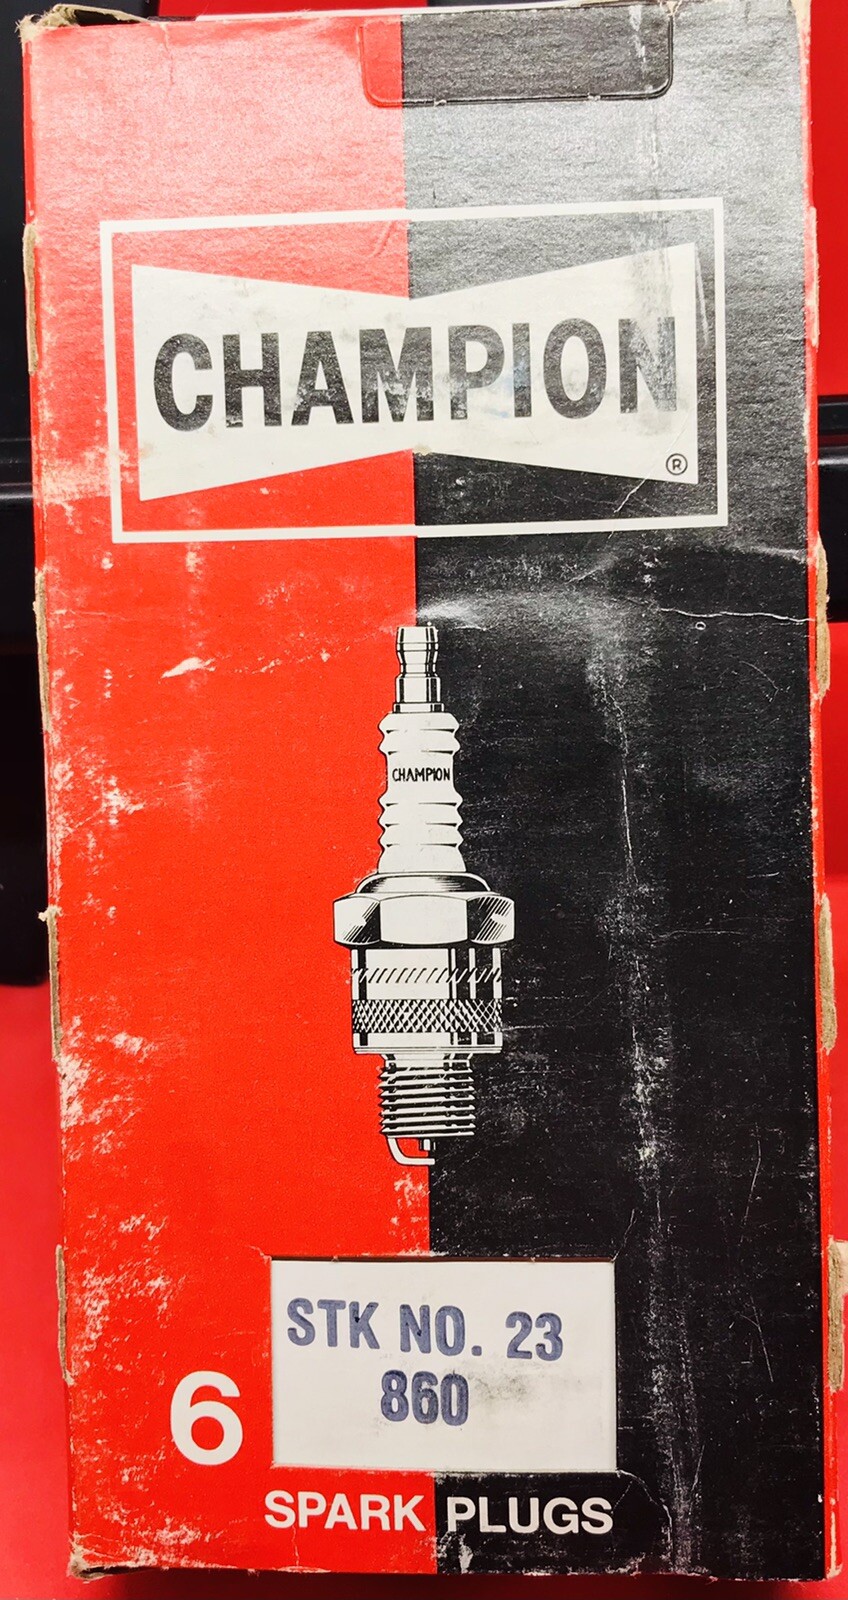 CHAMPION
®
CHAMPION
STK NO. 23
860
6
SPARK PLUGS